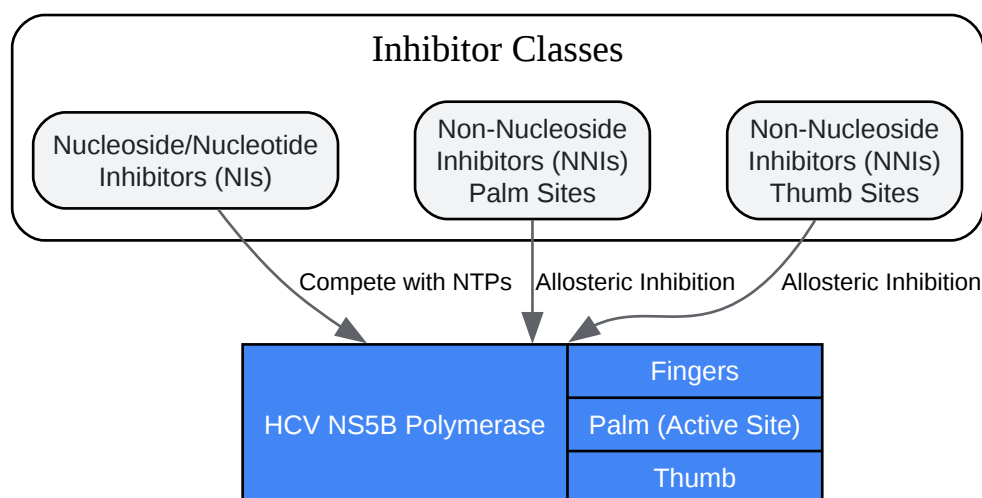 Inhibitor Classes
Nucleoside/Nucleotide
Inhibitors (NIs)
Non-Nucleoside
Inhibitors (NNIs)
Palm Sites
Non-Nucleoside
Inhibitors (NNIs)
Thumb Sites
Compete with NTPs
Allosteric Inhibition
Allosteric Inhibition
HCV NS5B Polymerase
Fingers
Palm (Active Site)
Thumb